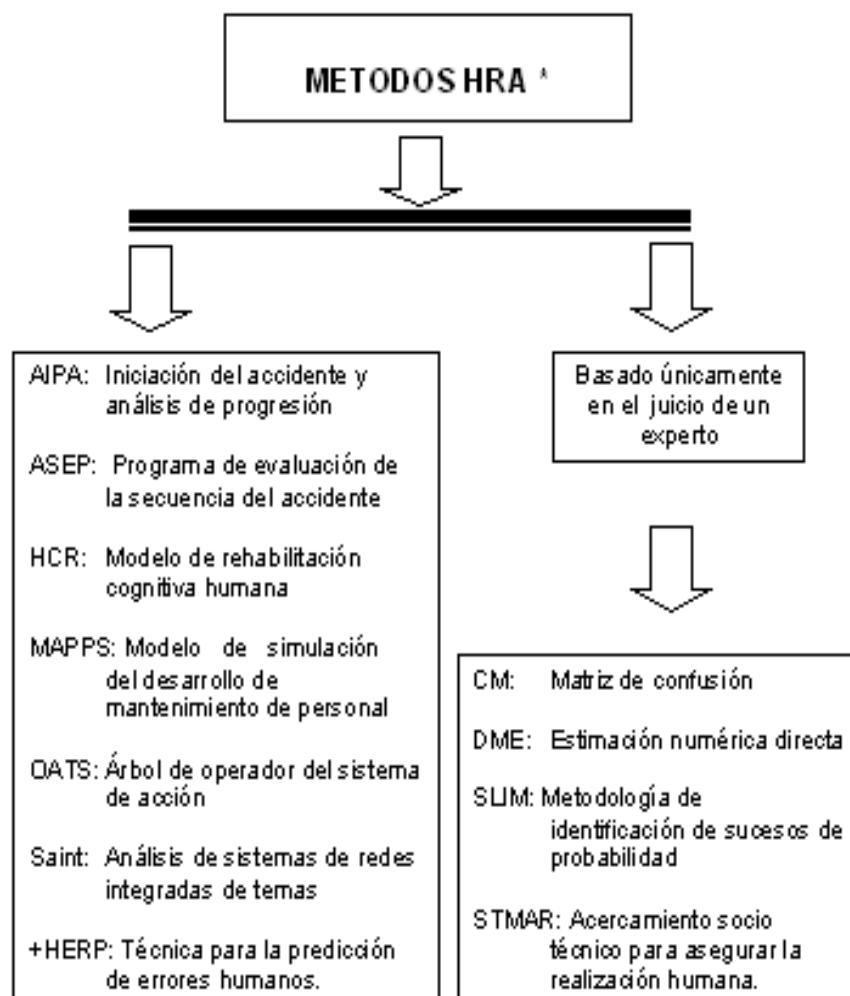 METODOS HRA *
AIPA: Iniciación del accidente y
análisis de progresión
ASEP: Programa de evaluación de
la secuencia del accidente
HCR: Modelo de rehabilitación
cognitiva humana
MAPPS: Modelo de simulación
del desarrollo de
mantenimiento de personal
OATS: Árbol de operador del sistema
de acción
Saint: Análisis de sistemas de redes
integradas de temas
+HERP: Técnica para la predicción
de errores humanos.
Basado únicamente
en el juicio de un
experto
CM: Matriz de confusión
DME: Estimación numérica directa
SLIM: Metodología de
identificación de sucesos de
probabilidad
STMAR: Acercamiento socio
técnico para asegurar la
realización humana.